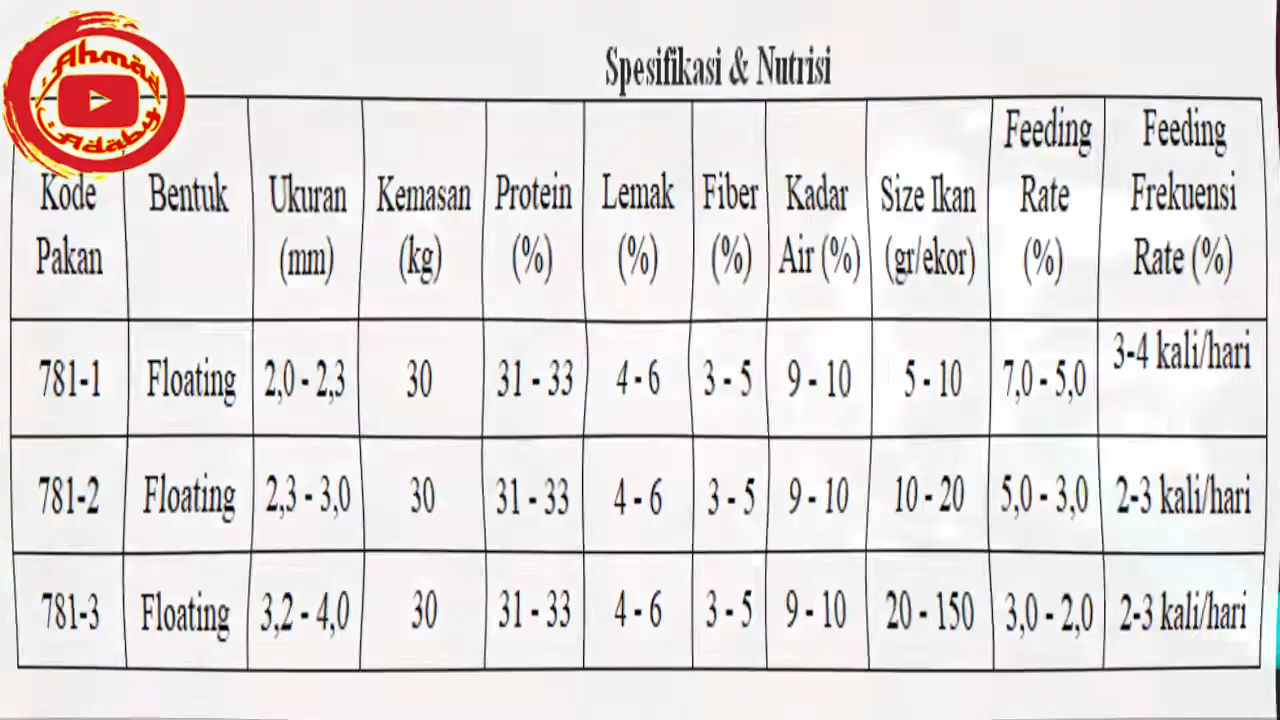 Ahmad
Adaby
Spesifikasi & Nutrisi
Kode Pakan Bentuk Ukuran (mm) Kemasan (kg) Protein (%) Lemak (%) Fiber (%) Kadar Air (%) Size Ikan (gr/ekor) Feeding Rate (%) Feeding Frekuensi Rate (%)
781-1 Floating 2,0 - 2,3 30 31 - 33 4 - 6 3 - 5 9 - 10 5 - 10 7,0 - 5,0 3-4 kali/hari
781-2 Floating 2,3 - 3,0 30 31 - 33 4 - 6 3 - 5 9 - 10 10 - 20 5,0 - 3,0 2-3 kali/hari
781-3 Floating 3,2 - 4,0 30 31 - 33 4 - 6 3 - 5 9 - 10 20 - 150 3,0 - 2,0 2-3 kali/hari